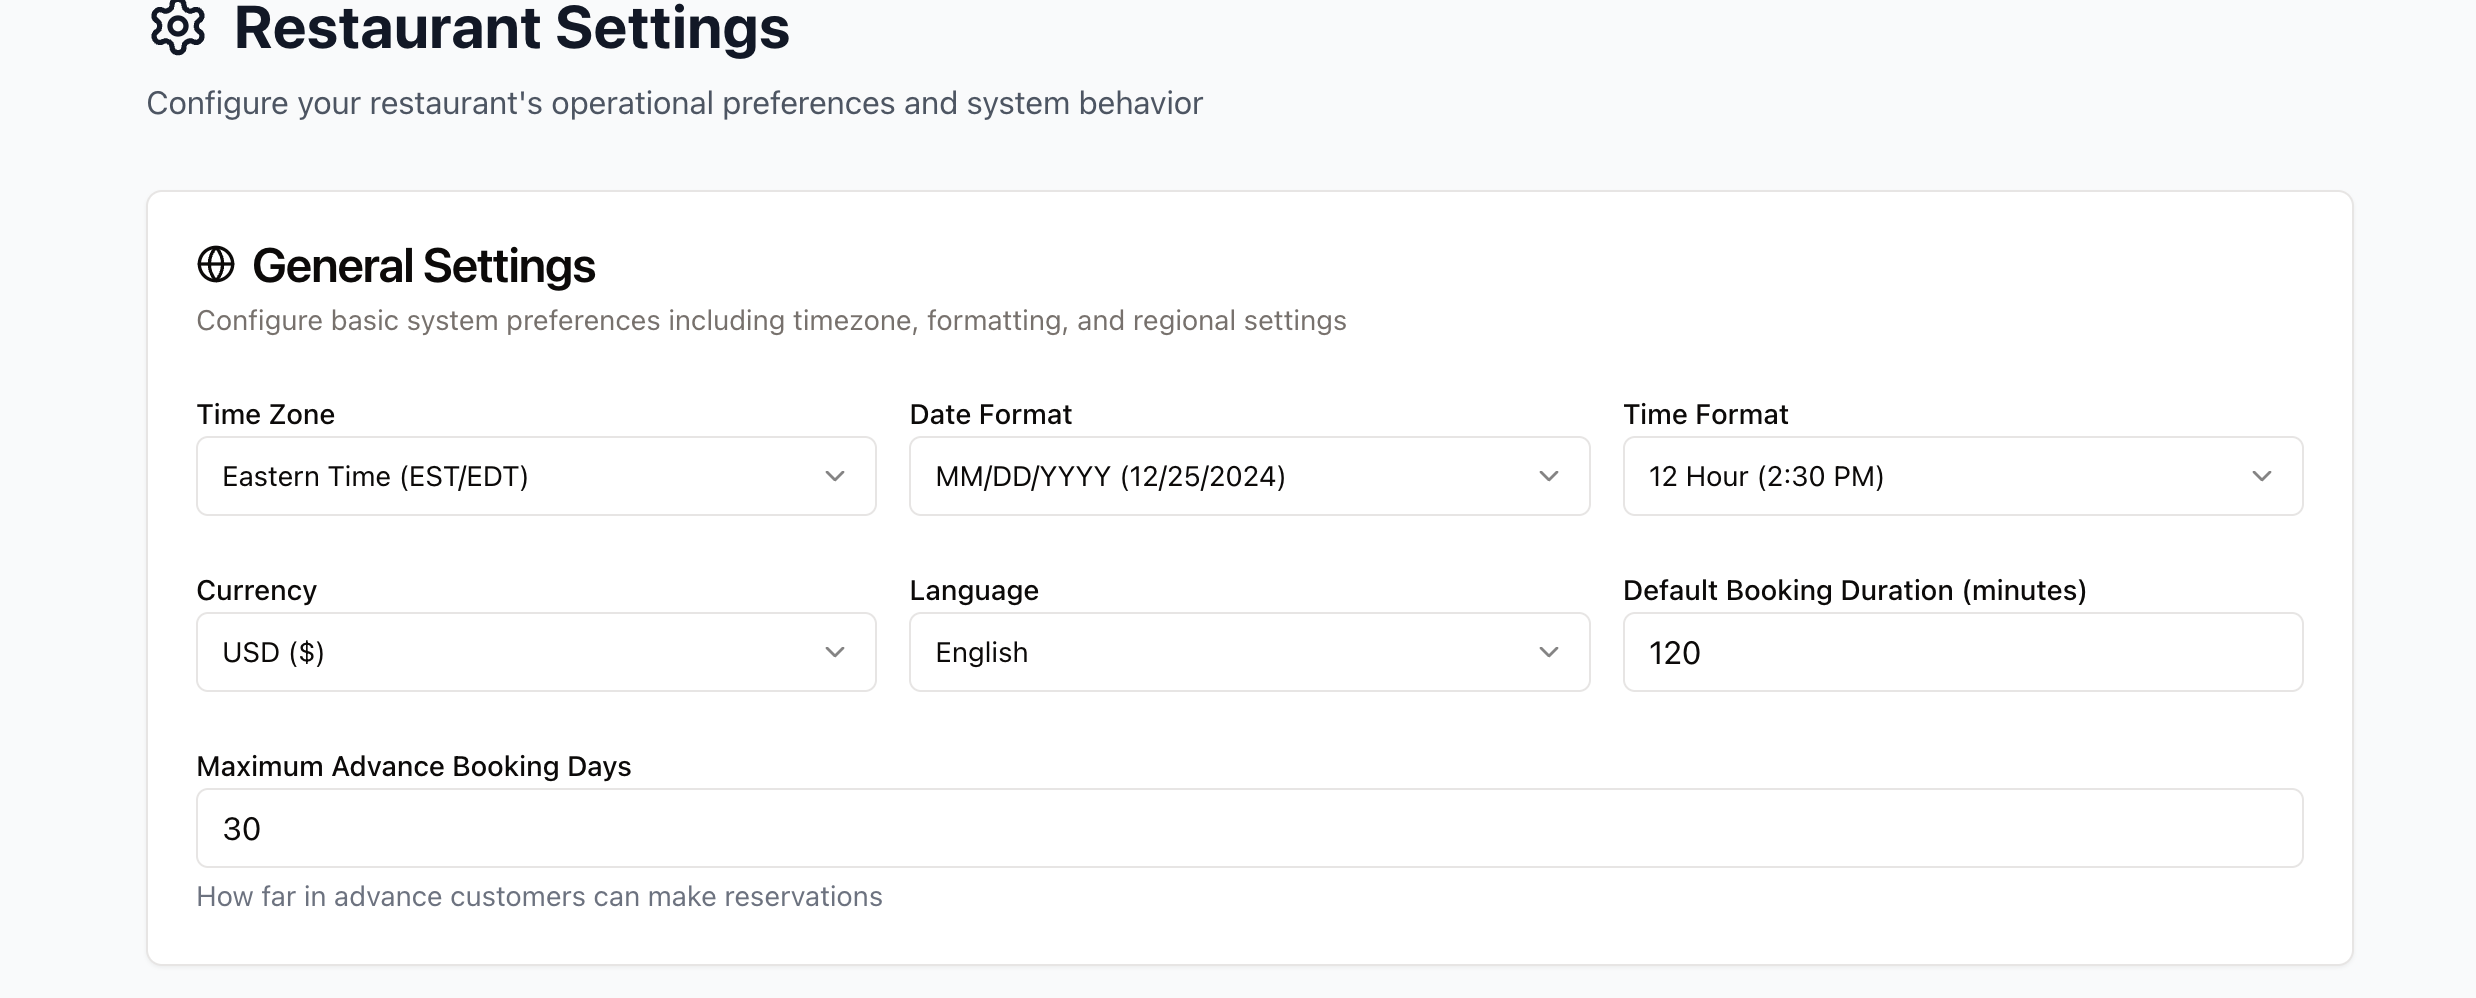 Restaurant Settings
Configure your restaurant's operational preferences and system behavior
General Settings
Configure basic system preferences including timezone, formatting, and regional settings
Time Zone
Eastern Time (EST/EDT)
Date Format
MM/DD/YYYY (12/25/2024)
Time Format
12 Hour (2:30 PM)
Currency
USD ($)
Language
English
Default Booking Duration (minutes)
120
Maximum Advance Booking Days
30
How far in advance customers can make reservations